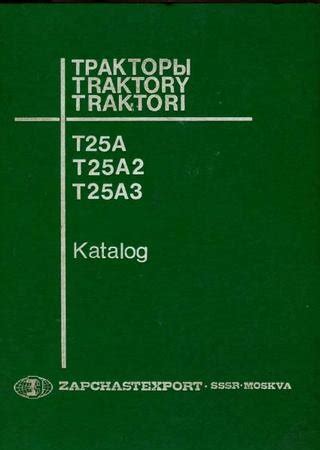 ТРАКТОРЫ
TRAKTORY
TRAKTORI
T25A
T25A2
T25A3
Katalog
ZAPCHASTEXPORT · SSSR · MOSKVA